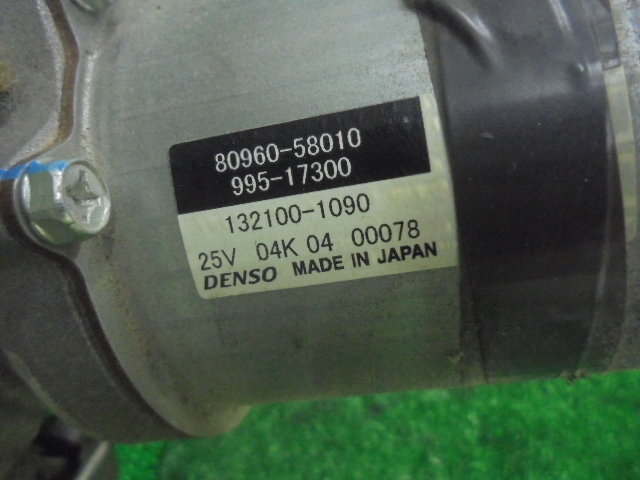 80960-58010
995-17300
132100-1090
25V 04K 04 00078
DENSO MADE IN JAPAN